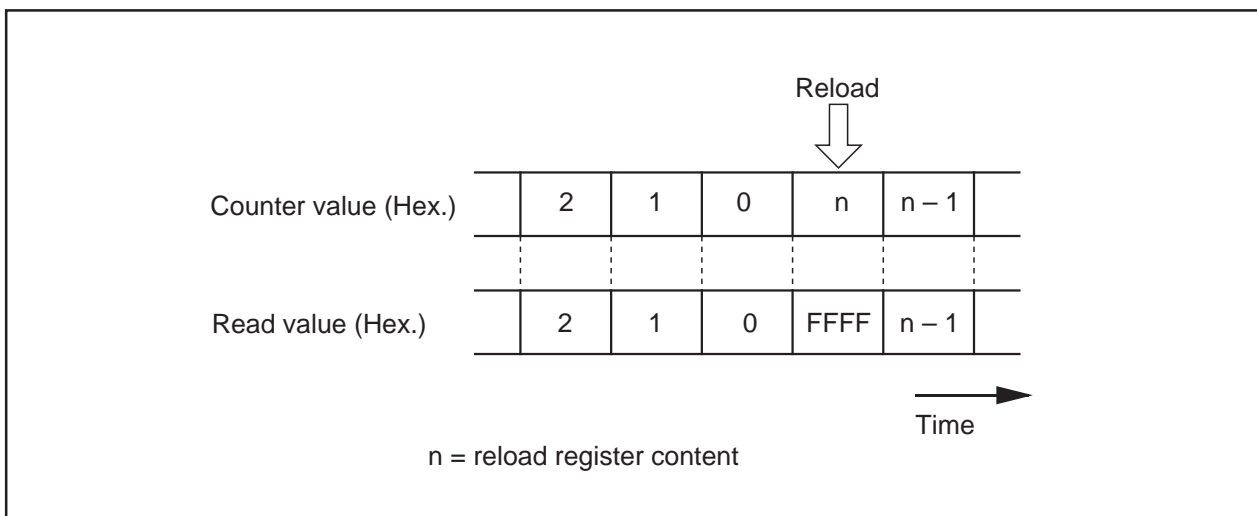 Reload
Counter value (Hex.) 2 1 0 n n – 1
Read value (Hex.) 2 1 0 FFFF n – 1
Time
n = reload register content